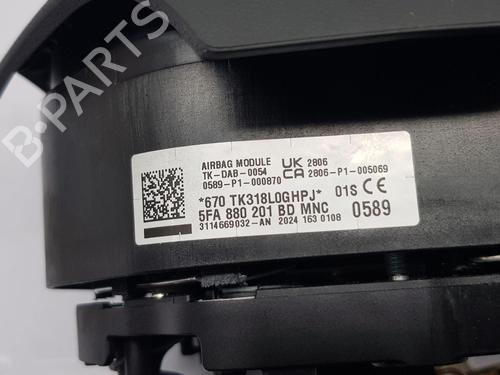 B-PARTS
AIRBAG MODULE UK 2806
TK-DAB-0054 CA 2806-P1-005069
0589-P1-000870
*670 TK318L0GHPJ* 01S CE
5FA 880 201 BD MNC 0589
3114669032-AN 2024 163 0108